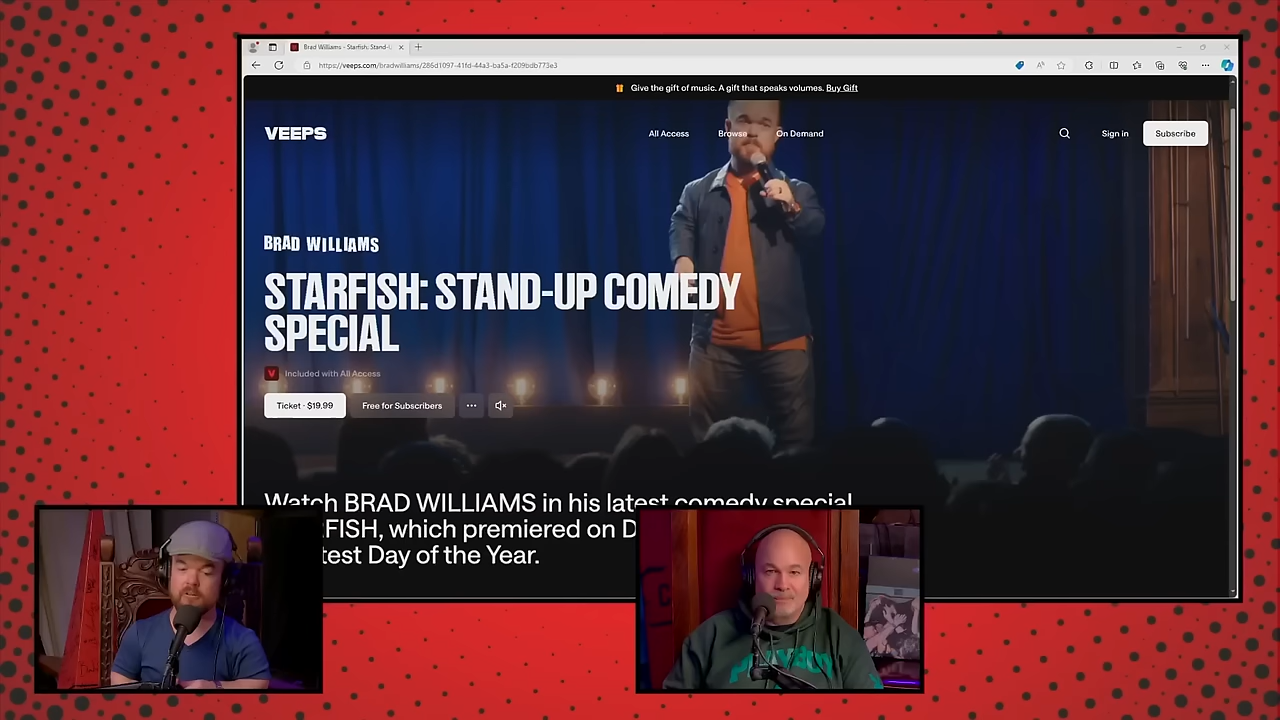 Brad Williams - Starfish: Stand-U
https://veeps.com/bradwilliams/286d1097-41fd-44a3-ba5a-f209bdb773e3
Give the gift of music. A gift that speaks volumes. Buy Gift
VEEPS
All Access Browse On Demand
Sign in Subscribe
BRAD WILLIAMS
STARFISH: STAND-UP COMEDY
SPECIAL
V Included with All Access
Ticket · $19.99 Free for Subscribers
Watch BRAD WILLIAMS in his latest comedy special
RFISH, which premiered on D
test Day of the Year.